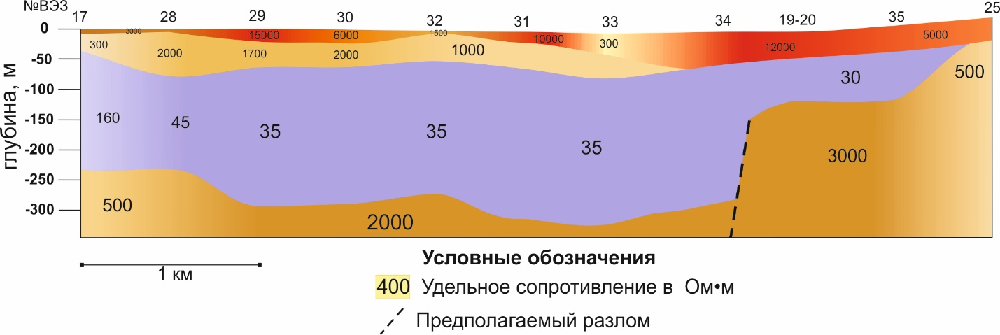 №ВЭЗ
17 28 29 30 32 31 33 34 19-20 35 25
глубина, м
0
-50
-100
-150
-200
-250
-300
3000 15000 6000 1500 10000 300 12000 5000
300 2000 1700 2000 1000
30 500
160 45 35 35 35
3000
500 2000
1 км
Условные обозначения
400 Удельное сопротивление в Ом•м
Предполагаемый разлом